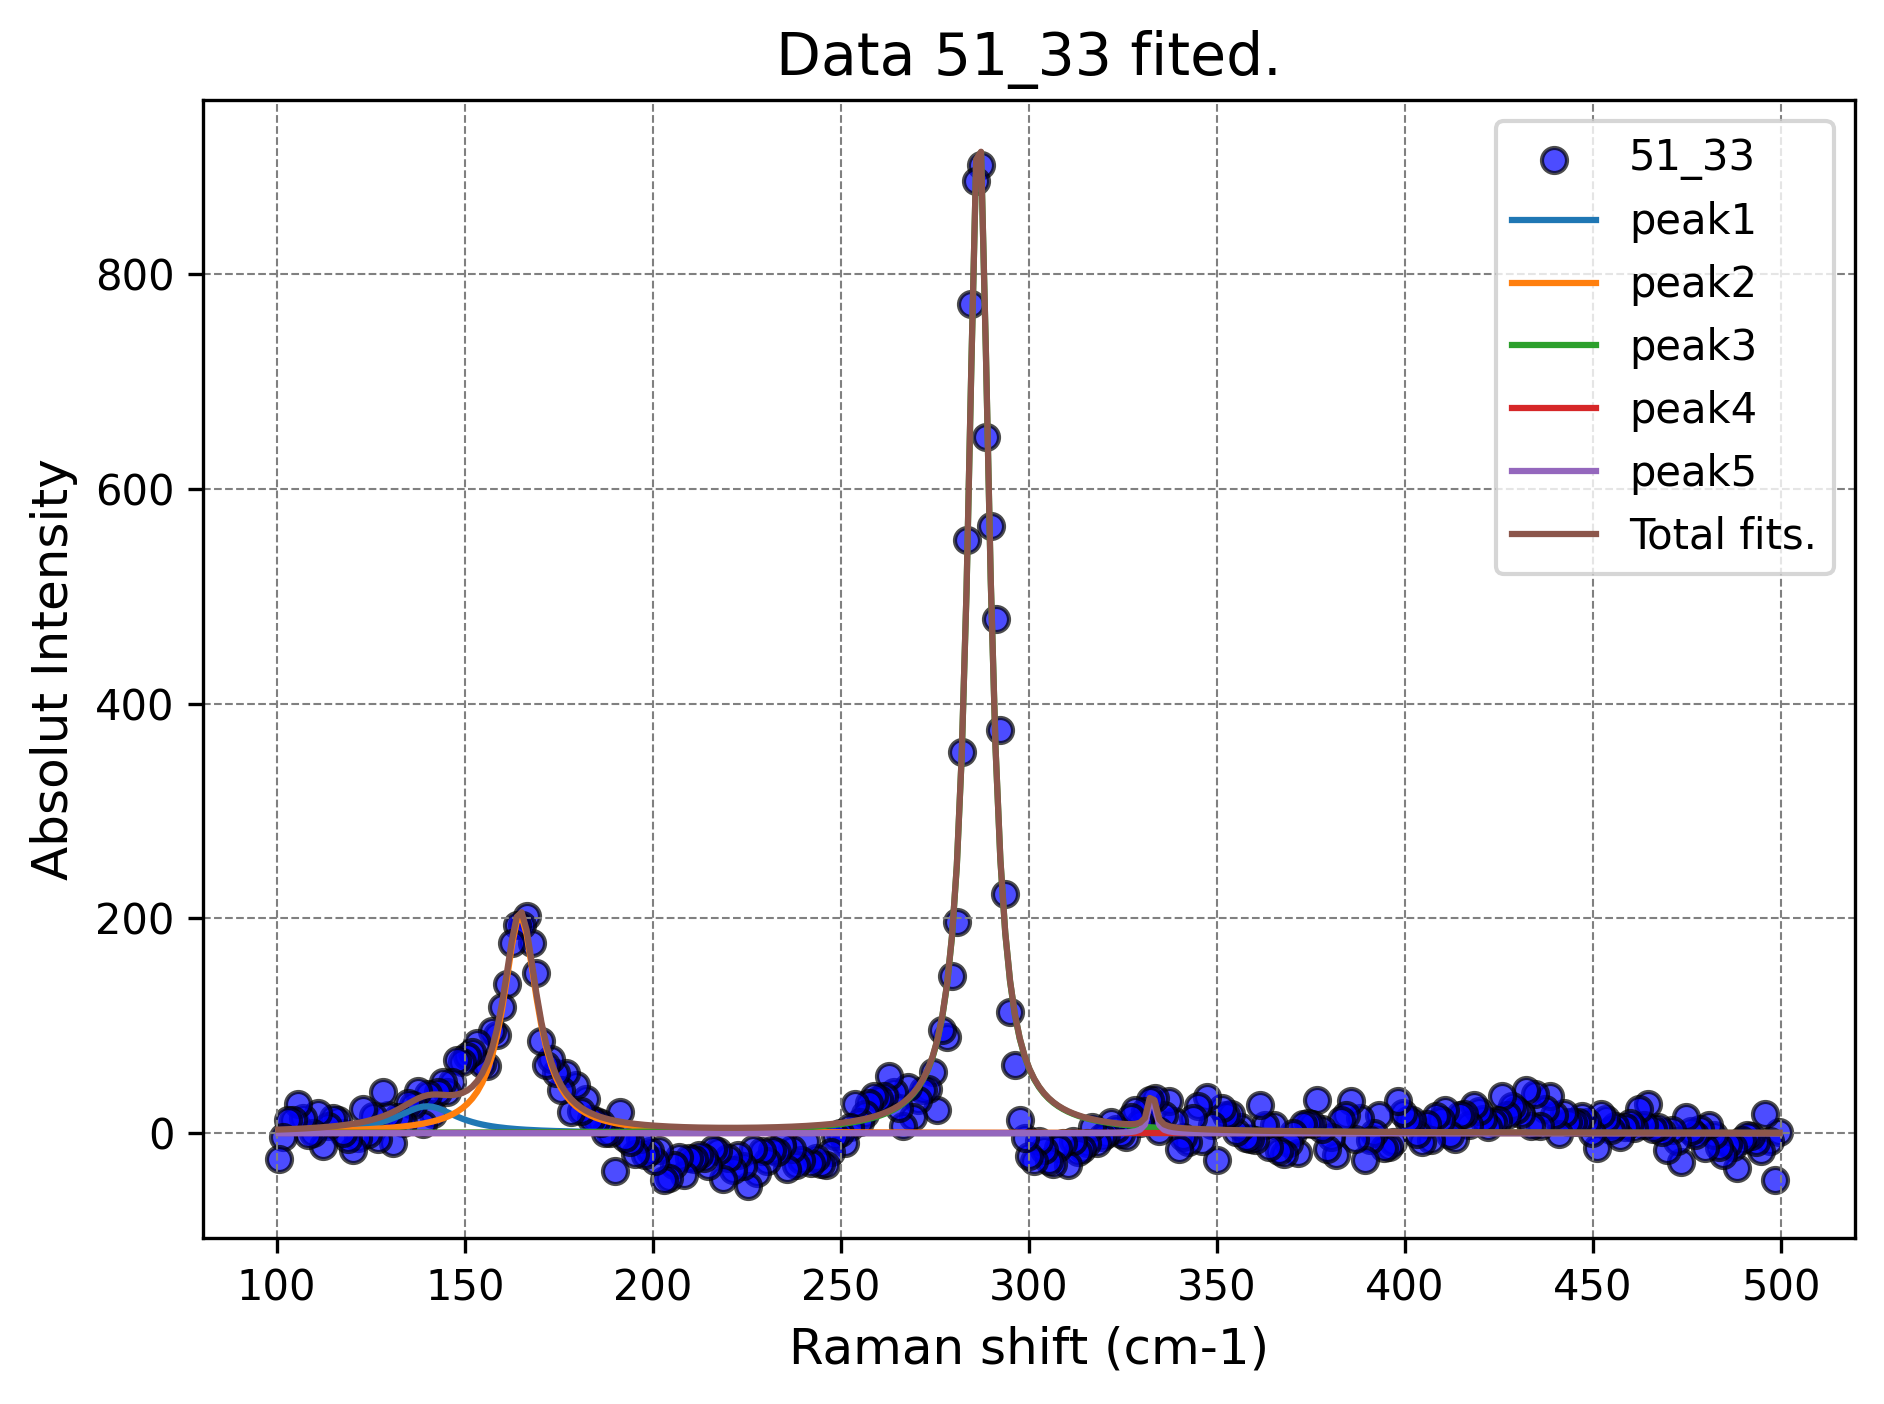 Data 51_33 fited.
51_33
peak1
peak2
peak3
peak4
peak5
Total fits.
Absolut Intensity
800
600
400
200
0
100 150 200 250 300 350 400 450 500
Raman shift (cm-1)